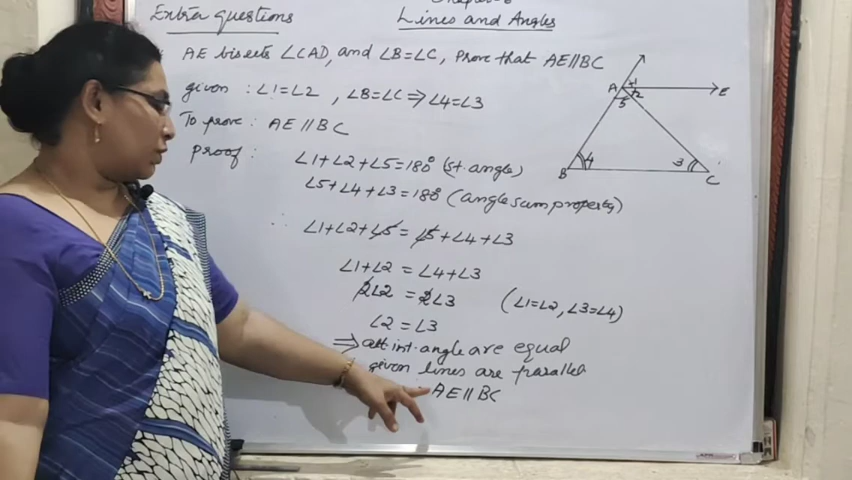 Chapter-6
Extra questions
Lines and Angles
AE bisects ∠CAD, and ∠B=∠C, Prove that AE∥BC
given : ∠1=∠2 , ∠B=∠C ⇒ ∠4=∠3
To prove: AE∥BC
proof :
∠1+∠2+∠5=180° (st. angle)
∠5+∠4+∠3=180° (angle sum property)
∴ ∠1+∠2+∠5 = ∠5+∠4+∠3
∠1+∠2 = ∠4+∠3
2∠2 = 2∠3 (∠1=∠2, ∠3=∠4)
∠2 = ∠3
⇒ alt int. angle are equal
given lines are parallel
AE∥BC
A 1 E
2
5
B 4 3 C